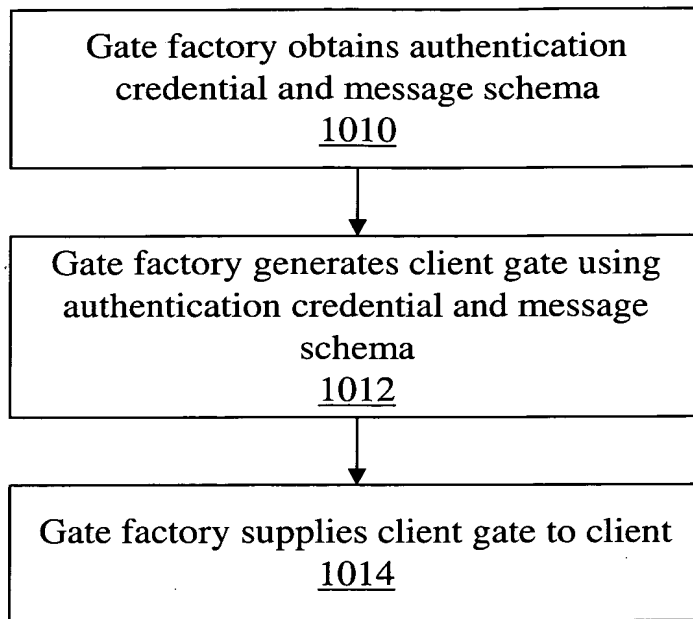 Gate factory obtains authentication
credential and message schema
1010
Gate factory generates client gate using
authentication credential and message
schema
1012
Gate factory supplies client gate to client
1014